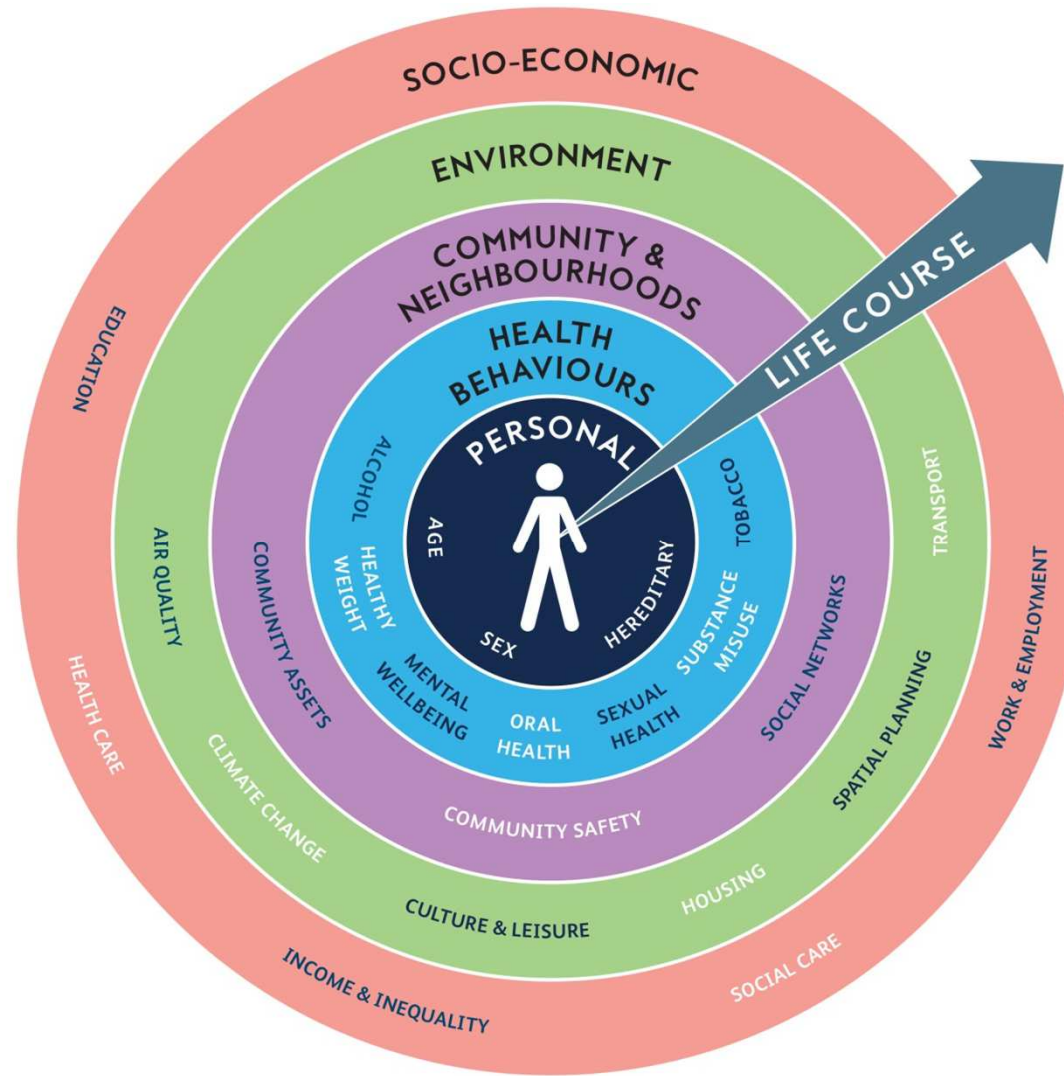 SOCIO-ECONOMIC
EDUCATION
HEALTH CARE
INCOME & INEQUALITY
SOCIAL CARE
WORK & EMPLOYMENT
ENVIRONMENT
AIR QUALITY
CLIMATE CHANGE
CULTURE & LEISURE
HOUSING
SPATIAL PLANNING
TRANSPORT
COMMUNITY &
NEIGHBOURHOODS
COMMUNITY ASSETS
COMMUNITY SAFETY
SOCIAL NETWORKS
HEALTH
BEHAVIOURS
ALCOHOL
HEALTHY
WEIGHT
MENTAL
WELLBEING
ORAL
HEALTH
SEXUAL
HEALTH
SUBSTANCE
MISUSE
TOBACCO
PERSONAL
AGE
SEX
HEREDITARY
LIFE COURSE